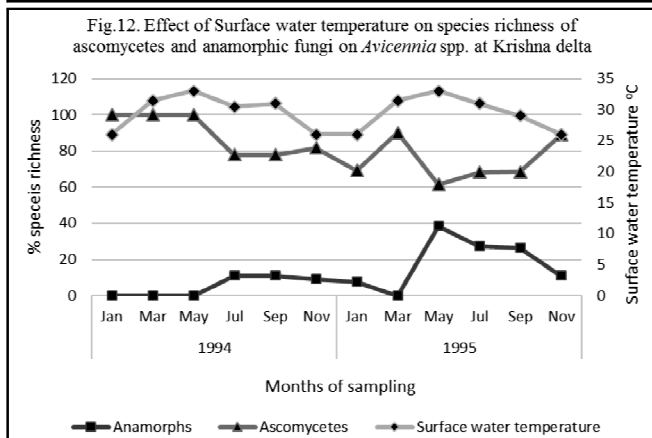 Fig.12. Effect of Surface water temperature on species richness of
ascomycetes and anamorphic fungi on Avicennia spp. at Krishna delta
120
100
80
60
40
20
0
% speceis richness
35
30
25
20
15
10
5
0
Surface water temperature °C
Jan Mar May Jul Sep Nov Jan Mar May Jul Sep Nov
1994 1995
Months of sampling
Anamorphs Ascomycetes Surface water temperature